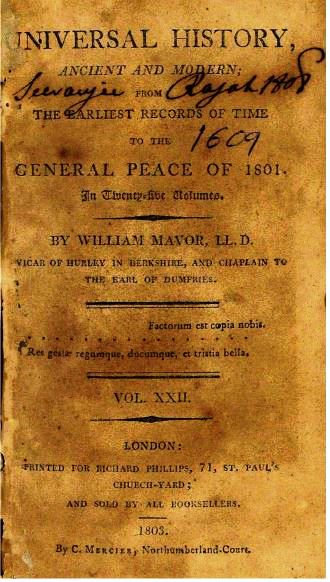 UNIVERSAL HISTORY,
ANCIENT AND MODERN;
FROM
Rajah 1808
THE EARLIEST RECORDS OF TIME
TO THE
1609
GENERAL PEACE OF 1801.
In Twenty-five Volumes.
BY WILLIAM MAVOR, LL. D.
VICAR OF HURLEY IN BERKSHIRE, AND CHAPLAIN TO
THE EARL OF DUMFRIES.
Factorum est copia nobis.
Res gestæ regumque, ducumque, et tristia bella.
VOL. XXII.
LONDON:
PRINTED FOR RICHARD PHILLIPS, 71, ST. PAUL'S
CHURCH-YARD;
AND SOLD BY ALL BOOKSELLERS.
1803.
By C. MERCIER, Northumberland-Court.